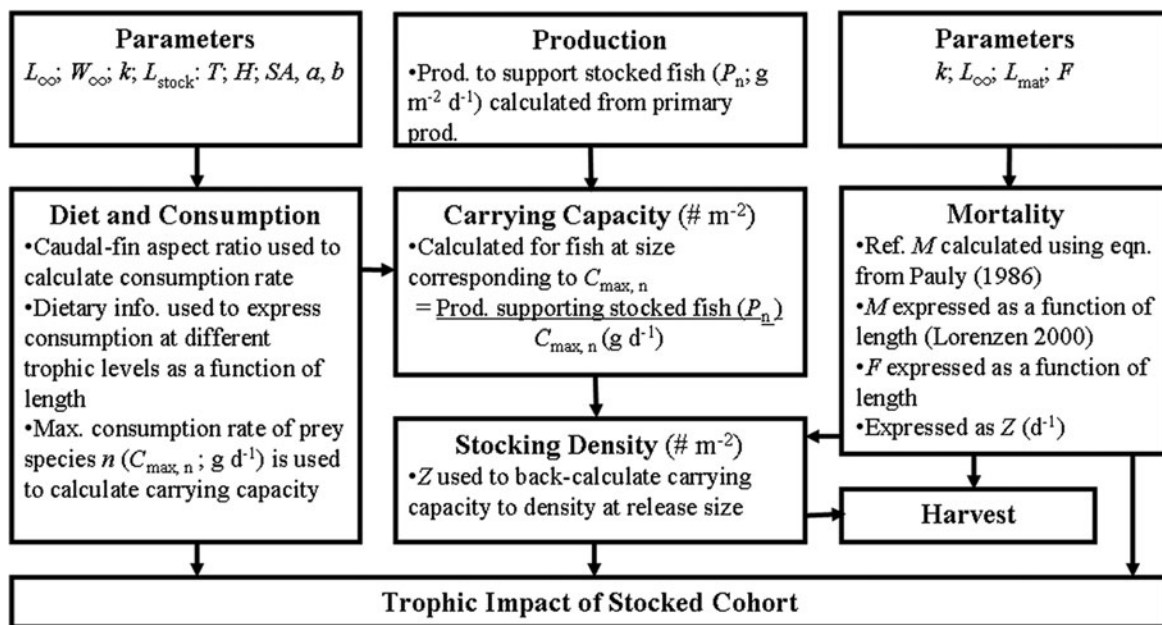 Parameters
L∞; W∞; k; Lstock: T; H; SA, a, b
Production
•Prod. to support stocked fish (Pn; g
m-2 d-1) calculated from primary
prod.
Parameters
k; L∞; Lmat; F
Diet and Consumption
•Caudal-fin aspect ratio used to
calculate consumption rate
•Dietary info. used to express
consumption at different
trophic levels as a function of
length
•Max. consumption rate of prey
species n (Cmax, n ; g d-1) is used
to calculate carrying capacity
Carrying Capacity (# m-2)
•Calculated for fish at size
corresponding to Cmax, n
= Prod. supporting stocked fish (Pn)
Cmax, n (g d-1)
Mortality
•Ref. M calculated using eqn.
from Pauly (1986)
•M expressed as a function of
length (Lorenzen 2000)
•F expressed as a function of
length
•Expressed as Z (d-1)
Stocking Density (# m-2)
•Z used to back-calculate carrying
capacity to density at release size
Harvest
Trophic Impact of Stocked Cohort